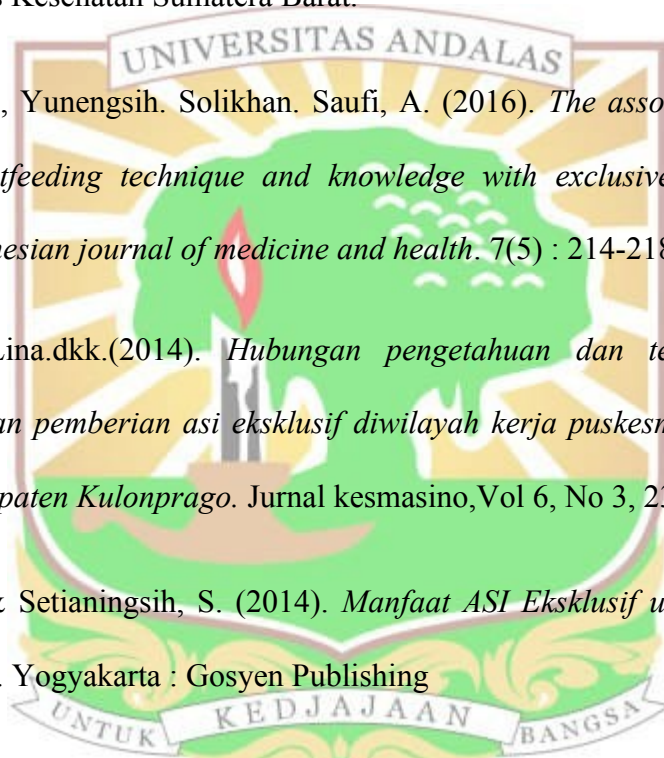 Kesehatan Sumatera Barat.
UNIVERSITAS ANDALAS
, Yunengsih. Solikhan. Saufi, A. (2016). The asso
tfeeding technique and knowledge with exclusive
nesian journal of medicine and health. 7(5) : 214-218
Lina.dkk.(2014). Hubungan pengetahuan dan te
an pemberian asi eksklusif diwilayah kerja puskesm
paten Kulonprago. Jurnal kesmasino,Vol 6, No 3, 23
& Setianingsih, S. (2014). Manfaat ASI Eksklusif u
. Yogyakarta : Gosyen Publishing
UNTUK KEDJAJAAN BANGSA